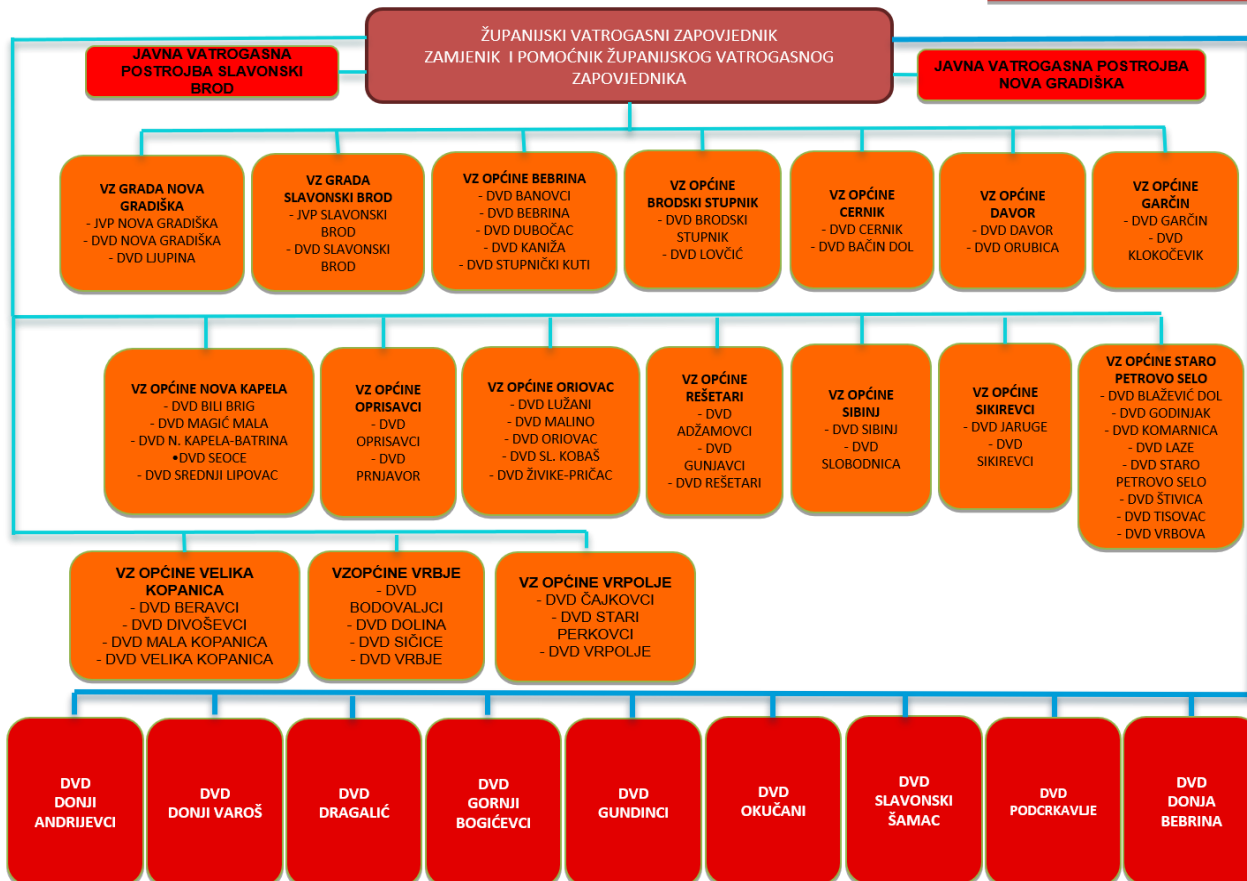 ŽUPANIJSKI VATROGASNI ZAPOVJEDNIK
ZAMJENIK I POMOĆNIK ŽUPANIJSKOG VATROGASNOG
ZAPOVJEDNIKA
JAVNA VATROGASNA
POSTROJBA SLAVONSKI
BROD
JAVNA VATROGASNA POSTROJBA
NOVA GRADIŠKA
VZ GRADA NOVA
GRADIŠKA
- JVP NOVA GRADIŠKA
- DVD NOVA GRADIŠKA
- DVD LJUPINA
VZ GRADA
SLAVONSKI BROD
- JVP SLAVONSKI
BROD
- DVD SLAVONSKI
BROD
VZ OPĆINE BEBRINA
- DVD BANOVCI
- DVD BEBRINA
- DVD DUBOČAC
- DVD KANIŽA
- DVD STUPNIČKI KUTI
VZ OPĆINE
BRODSKI STUPNIK
- DVD BRODSKI
STUPNIK
- DVD LOVČIĆ
VZ OPĆINE
CERNIK
- DVD CERNIK
- DVD BAČIN DOL
VZ OPĆINE
DAVOR
- DVD DAVOR
- DVD ORUBICA
VZ OPĆINE
GARČIN
- DVD GARČIN
- DVD
KLOKOČEVIK
VZ OPĆINE NOVA KAPELA
- DVD BILI BRIG
- DVD MAGIĆ MALA
- DVD N. KAPELA-BATRINA
•DVD SEOCE
- DVD SREDNJI LIPOVAC
VZ OPĆINE
OPRISAVCI
- DVD
OPRISAVCI
- DVD
PRNJAVOR
VZ OPĆINE ORIOVAC
- DVD LUŽANI
- DVD MALINO
- DVD ORIOVAC
- DVD SL. KOBAŠ
- DVD ŽIVIKE-PRIČAC
VZ OPĆINE
REŠETARI
- DVD
ADŽAMOVCI
- DVD
GUNJAVCI
- DVD REŠETARI
VZ OPĆINE
SIBINJ
- DVD SIBINJ
- DVD
SLOBODNICA
VZ OPĆINE
SIKIREVCI
- DVD JARUGE
- DVD
SIKIREVCI
VZ OPĆINE STARO
PETROVO SELO
- DVD BLAŽEVIĆ DOL
- DVD GODINJAK
- DVD KOMARNICA
- DVD LAZE
- DVD STARO
PETROVO SELO
- DVD ŠTIVICA
- DVD TISOVAC
- DVD VRBOVA
VZ OPĆINE VELIKA
KOPANICA
- DVD BERAVCI
- DVD DIVOŠEVCI
- DVD MALA KOPANICA
- DVD VELIKA KOPANICA
VZOPĆINE VRBJE
- DVD
BODOVALJCI
- DVD DOLINA
- DVD SIČICE
- DVD VRBJE
VZ OPĆINE VRPOLJE
- DVD ČAJKOVCI
- DVD STARI
PERKOVCI
- DVD VRPOLJE
DVD
DONJI
ANDRIJEVCI
DVD
DONJI VAROŠ
DVD
DRAGALIĆ
DVD
GORNJI
BOGIĆEVCI
DVD
GUNDINCI
DVD
OKUČANI
DVD
SLAVONSKI
ŠAMAC
DVD
PODCRKAVLJE
DVD
DONJA
BEBRINA